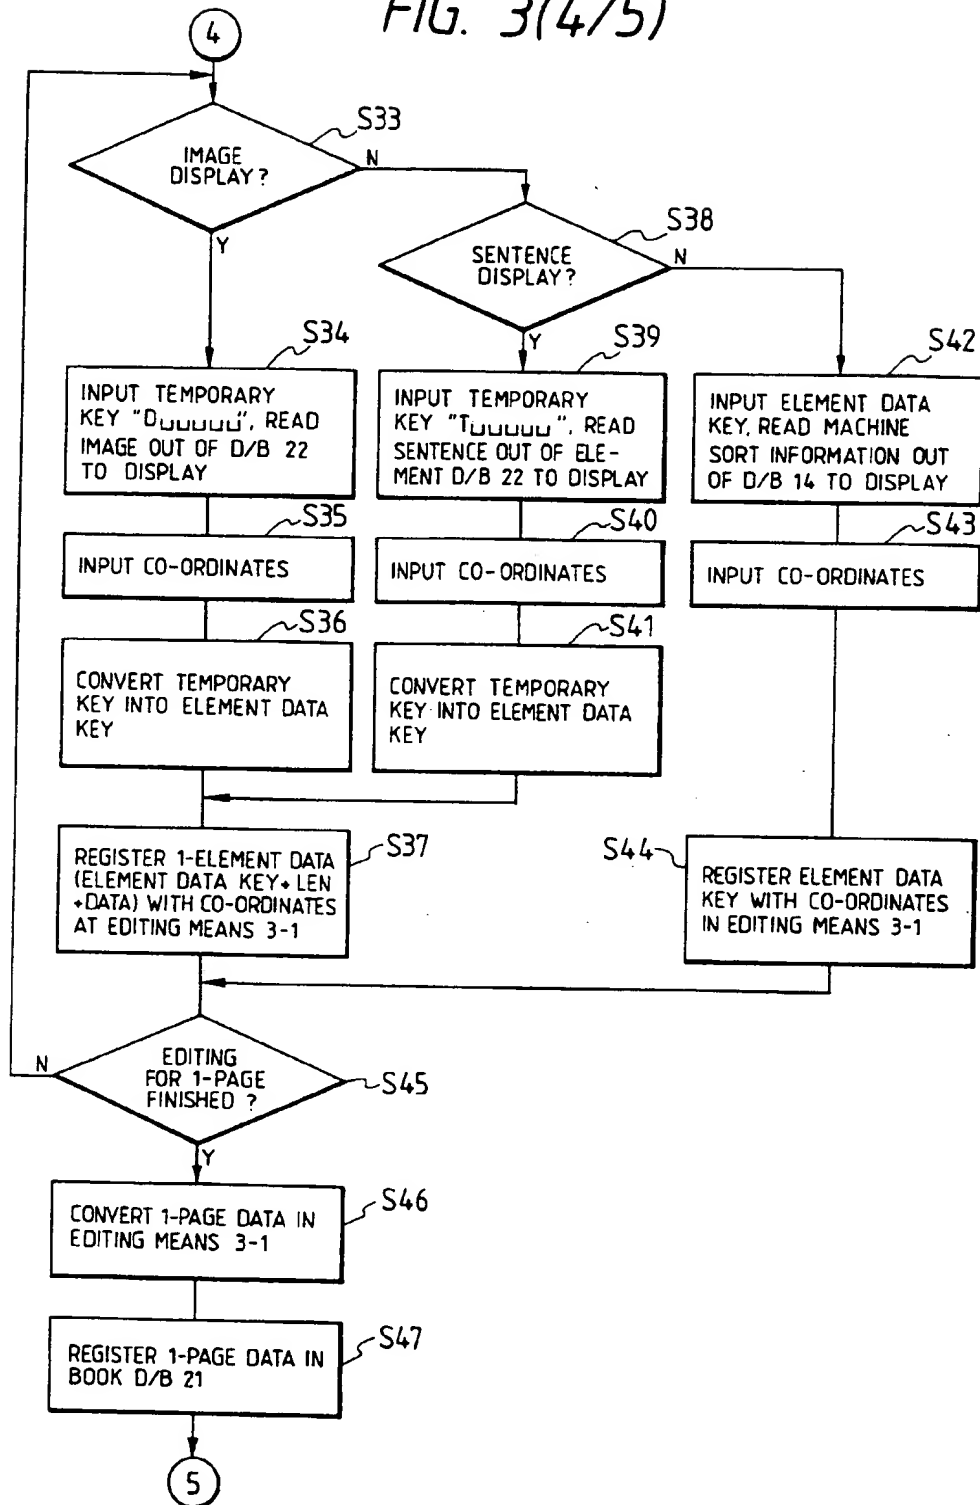 FIG. 3(4/5)
4
S33
IMAGE
DISPLAY?
N
Y
S38
SENTENCE
DISPLAY?
N
Y
S34
INPUT TEMPORARY
KEY "D␣␣␣␣␣", READ
IMAGE OUT OF D/B 22
TO DISPLAY
S39
INPUT TEMPORARY
KEY "T␣␣␣␣␣", READ
SENTENCE OUT OF ELE-
MENT D/B 22 TO DISPLAY
S42
INPUT ELEMENT DATA
KEY, READ MACHINE
SORT INFORMATION OUT
OF D/B 14 TO DISPLAY
S35
INPUT CO-ORDINATES
S40
INPUT CO-ORDINATES
S43
INPUT CO-ORDINATES
S36
CONVERT TEMPORARY
KEY INTO ELEMENT DATA
KEY
S41
CONVERT TEMPORARY
KEY INTO ELEMENT DATA
KEY
S37
REGISTER 1-ELEMENT DATA
(ELEMENT DATA KEY+LEN
+DATA) WITH CO-ORDINATES
AT EDITING MEANS 3-1
S44
REGISTER ELEMENT DATA
KEY WITH CO-ORDINATES
IN EDITING MEANS 3-1
N
EDITING
FOR 1-PAGE
FINISHED ?
S45
Y
S46
CONVERT 1-PAGE DATA IN
EDITING MEANS 3-1
S47
REGISTER 1-PAGE DATA IN
BOOK D/B 21
5